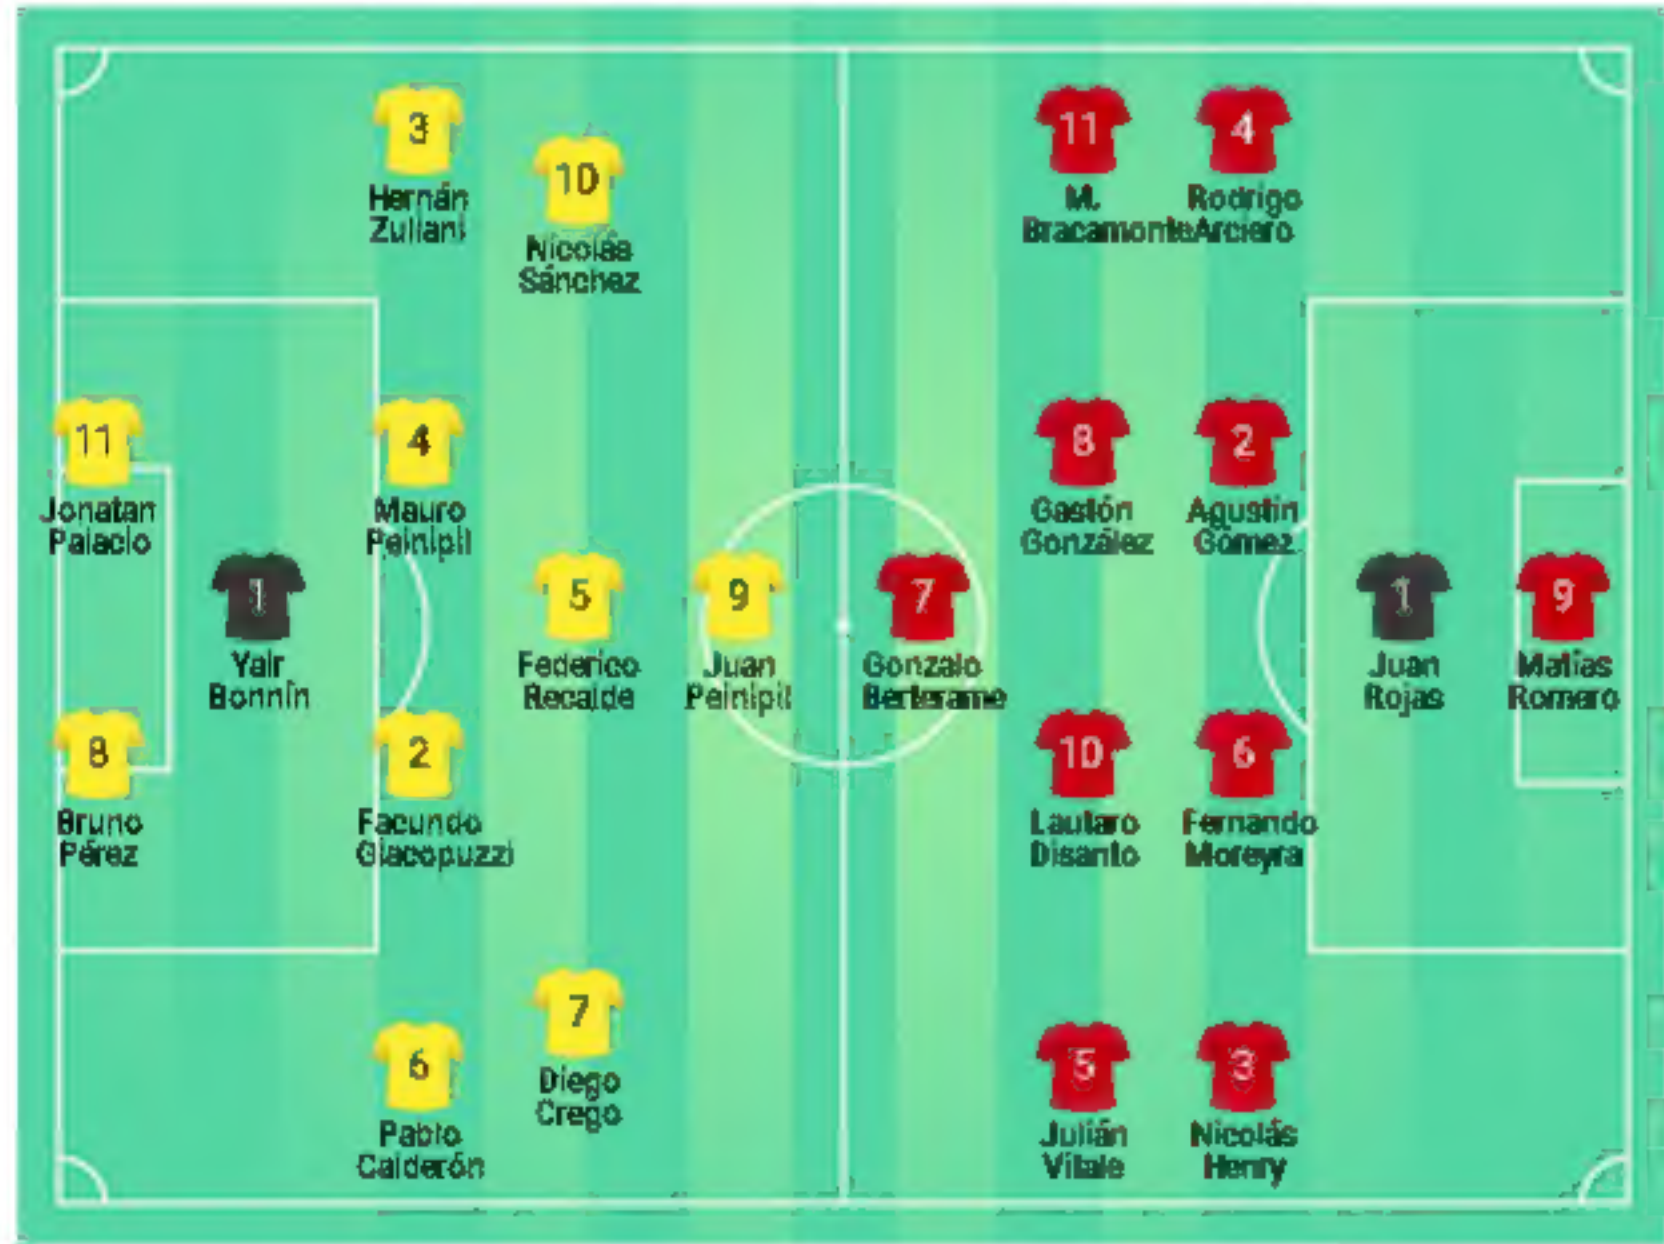 3
Hernán
Zuliani
10
Nicolás
Sánchez
11
Jonatan
Palacio
4
Mauro
Peinipil
1
Yair
Bonnín
5
Federico
Recalde
9
Juan
Peinipil
8
Bruno
Pérez
2
Facundo
Giacopuzzi
6
Pablo
Calderón
7
Diego
Crego
11
M.
Bracamonte
4
Rodrigo
Arciero
8
Gastón
González
2
Agustín
Gómez
7
Gonzalo
Berterame
1
Juan
Rojas
9
Matías
Romero
10
Lautaro
Disanto
6
Fernando
Moreyra
5
Julián
Vitale
3
Nicolás
Henry